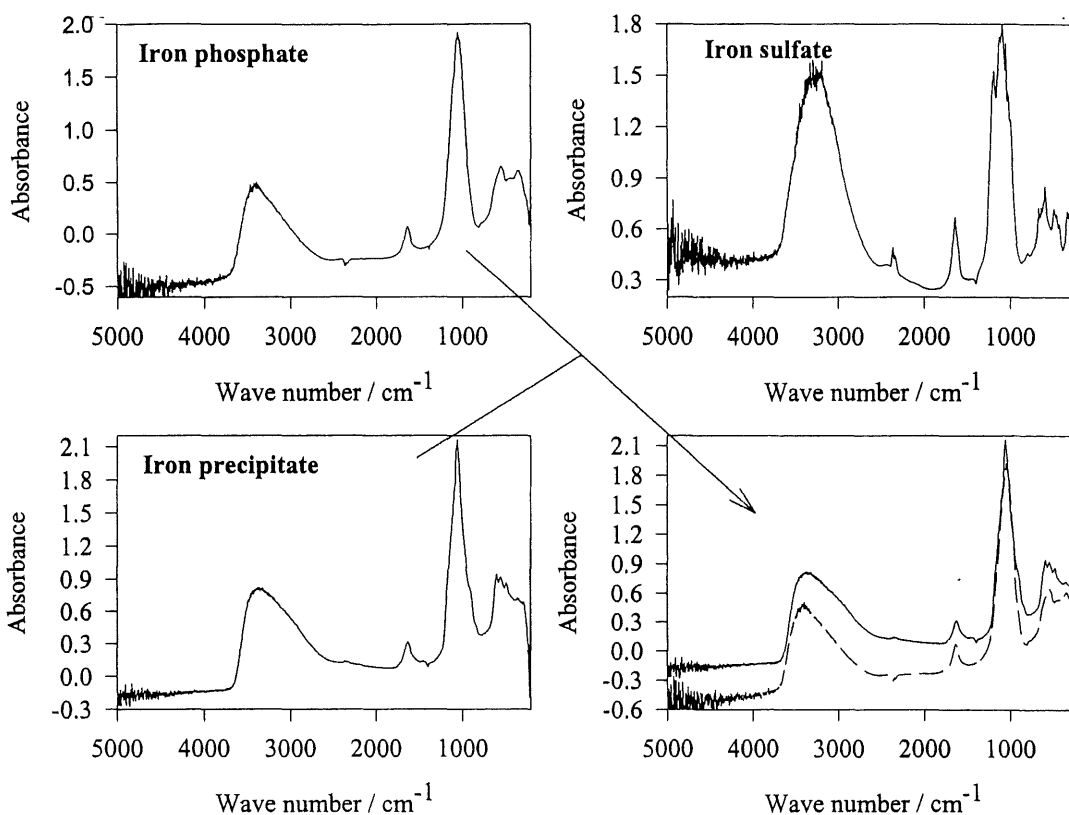 Iron phosphate
Absorbance
2.0
1.5
1.0
0.5
0.0
-0.5
5000 4000 3000 2000 1000
Wave number / cm⁻¹
Iron sulfate
Absorbance
1.8
1.5
1.2
0.9
0.6
0.3
5000 4000 3000 2000 1000
Wave number / cm⁻¹
Iron precipitate
Absorbance
2.1
1.8
1.5
1.2
0.9
0.6
0.3
0.0
-0.3
5000 4000 3000 2000 1000
Wave number / cm⁻¹
Absorbance
2.1
1.8
1.5
1.2
0.9
0.6
0.3
0.0
-0.3
-0.6
5000 4000 3000 2000 1000
Wave number / cm⁻¹